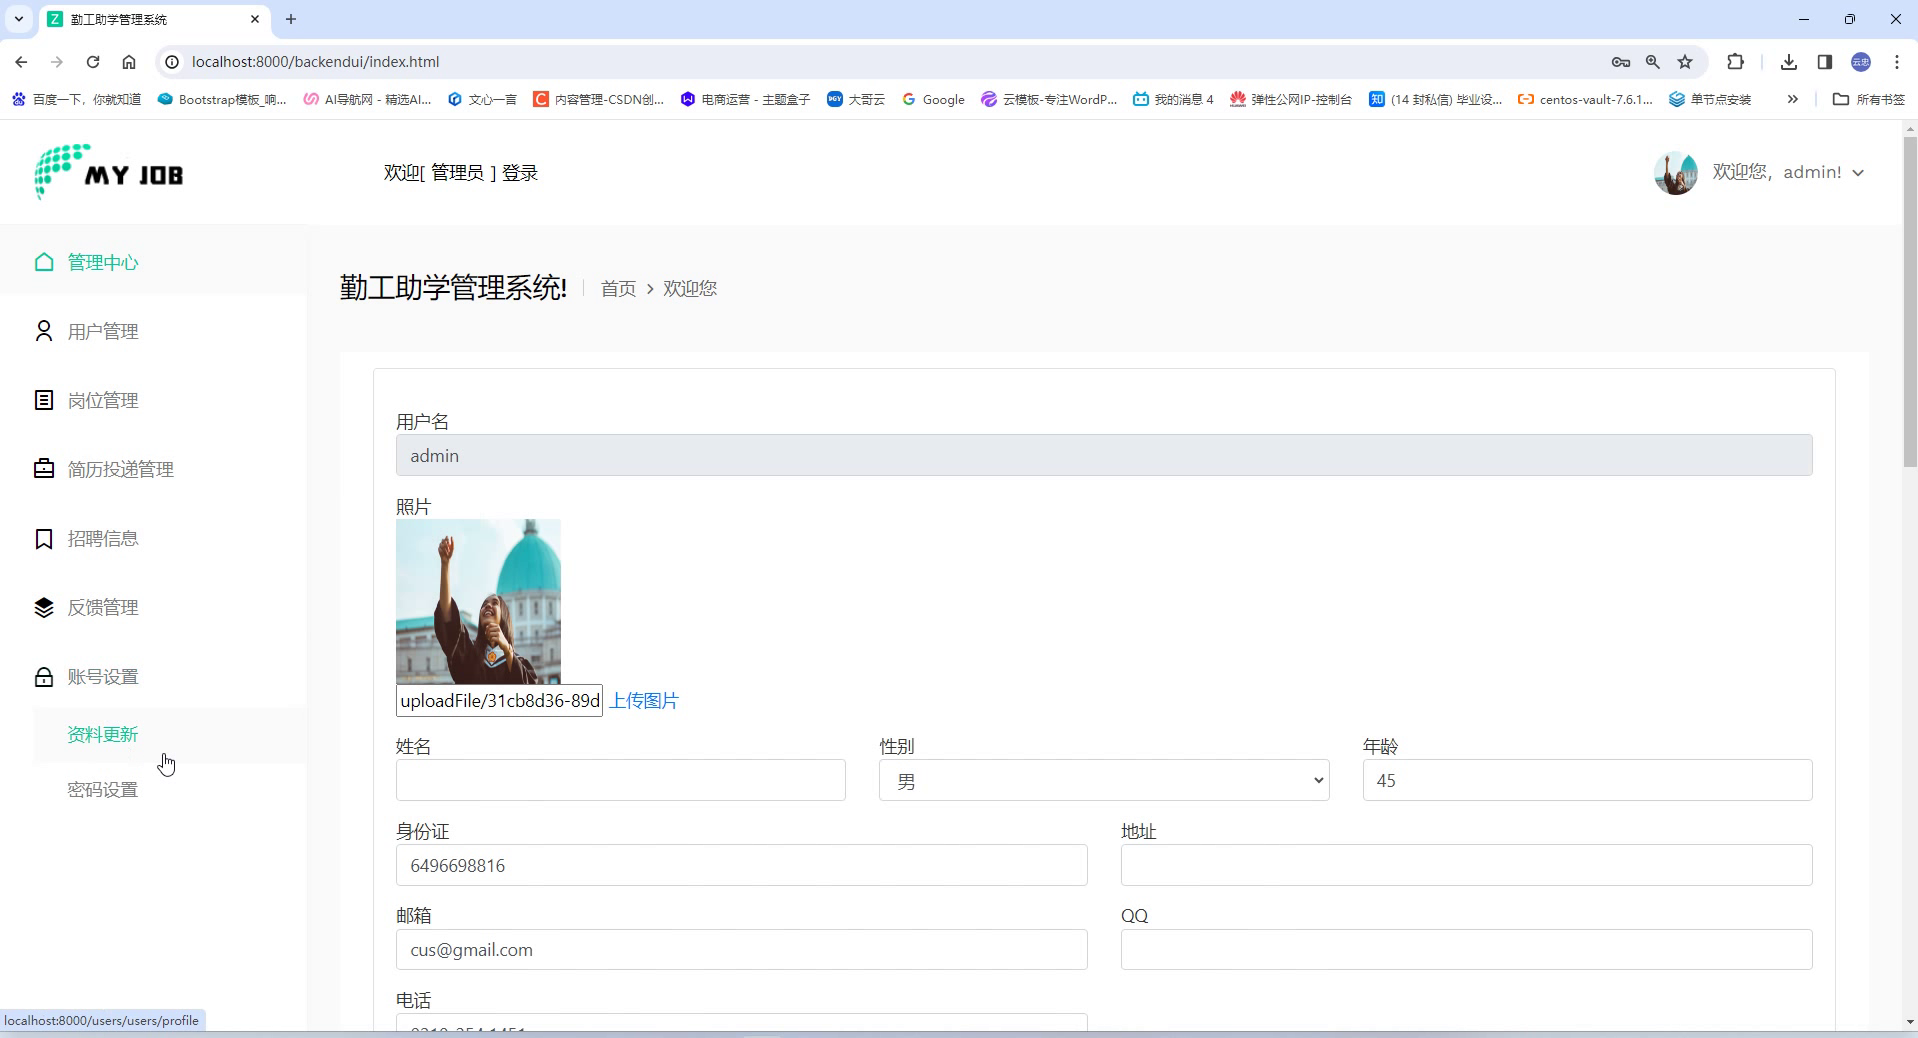 勤工助学管理系统
localhost:8000/backendui/index.html
云忠
百度一下，你就知道
Bootstrap模板_响...
AI导航网 - 精选AI...
文心一言
内容管理-CSDN创...
电商运营 - 主题盒子
大哥云
Google
云模板-专注WordP...
我的消息 4
弹性公网IP-控制台
(14 封私信) 毕业设...
centos-vault-7.6.1...
单节点安装
所有书签
MY JOB
欢迎[ 管理员 ] 登录
欢迎您，admin!
管理中心
用户管理
岗位管理
简历投递管理
招聘信息
反馈管理
账号设置
资料更新
密码设置
勤工助学管理系统!
首页 > 欢迎您
用户名
admin
照片
uploadFile/31cb8d36-89d
上传图片
姓名
性别
年龄
男
45
身份证
地址
6496698816
邮箱
QQ
cus@gmail.com
电话
localhost:8000/users/users/profile